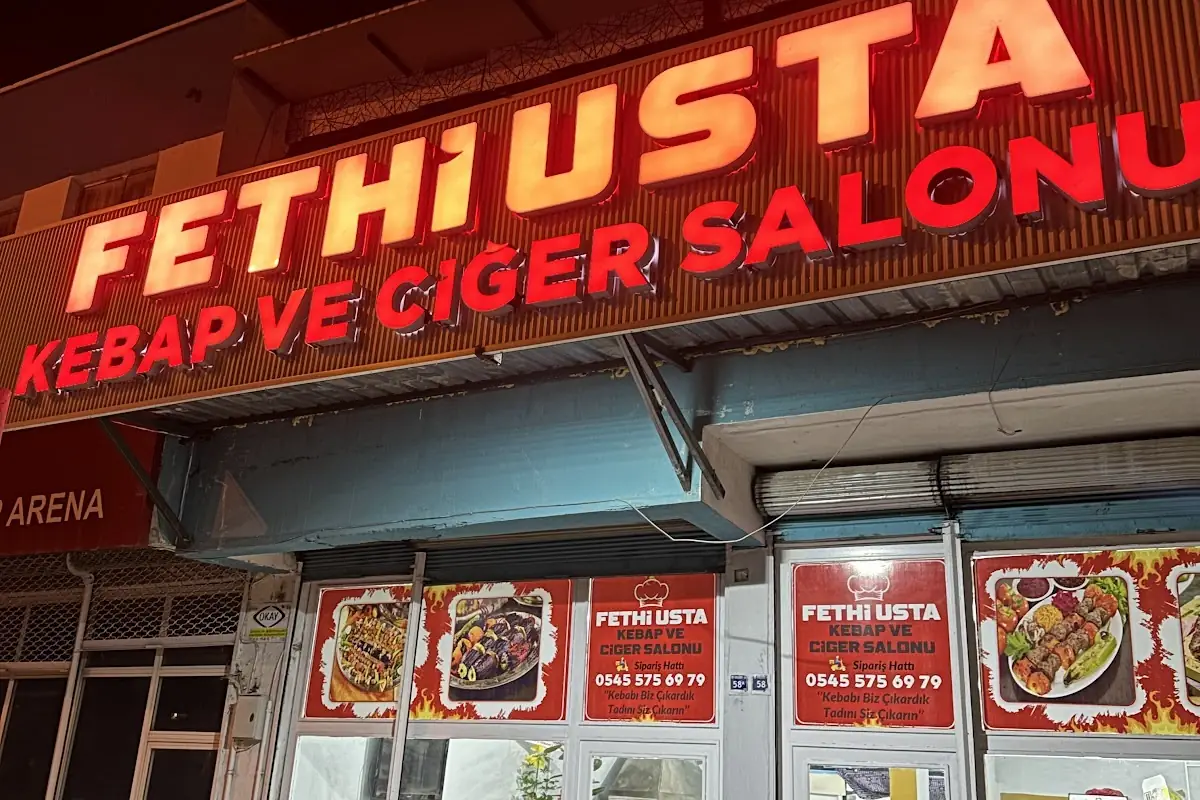 FETHİ USTA
KEBAP VE CİĞER SALONU
ARENA
OKAY
FETHİ USTA
KEBAP VE
CİGER SALONU
Sipariş Hattı
0545 575 69 79
"Kebabı Biz Çıkardık
Tadını Siz Çıkarın"
58A
58
FETHİ USTA
KEBAP VE
CİGER SALONU
Sipariş Hattı
0545 575 69 79
"Kebabı Biz Çıkardık
Tadını Siz Çıkarın"